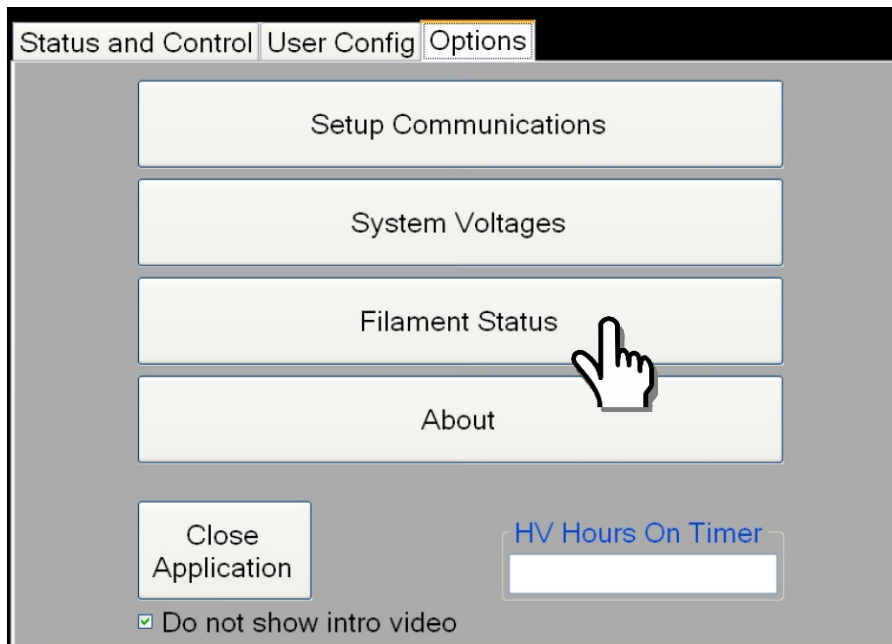 Status and Control User Config Options
Setup Communications
System Voltages
Filament Status
About
Close
Application
HV Hours On Timer
Do not show intro video